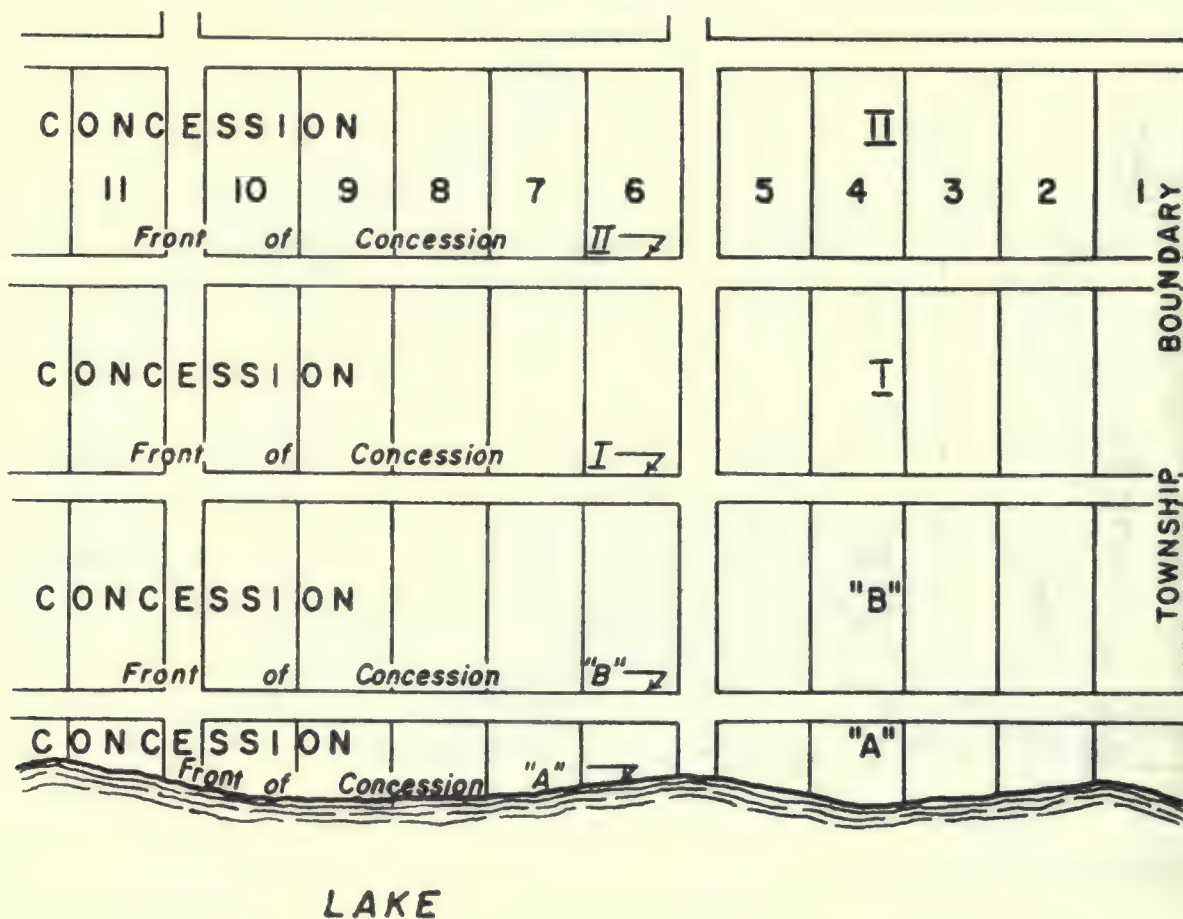 CONCESSION II
11 10 9 8 7 6 5 4 3 2 1
Front of Concession II
CONCESSION I
Front of Concession I
CONCESSION "B"
Front of Concession "B"
CONCESSION "A"
Front of Concession "A"
LAKE
TOWNSHIP BOUNDARY